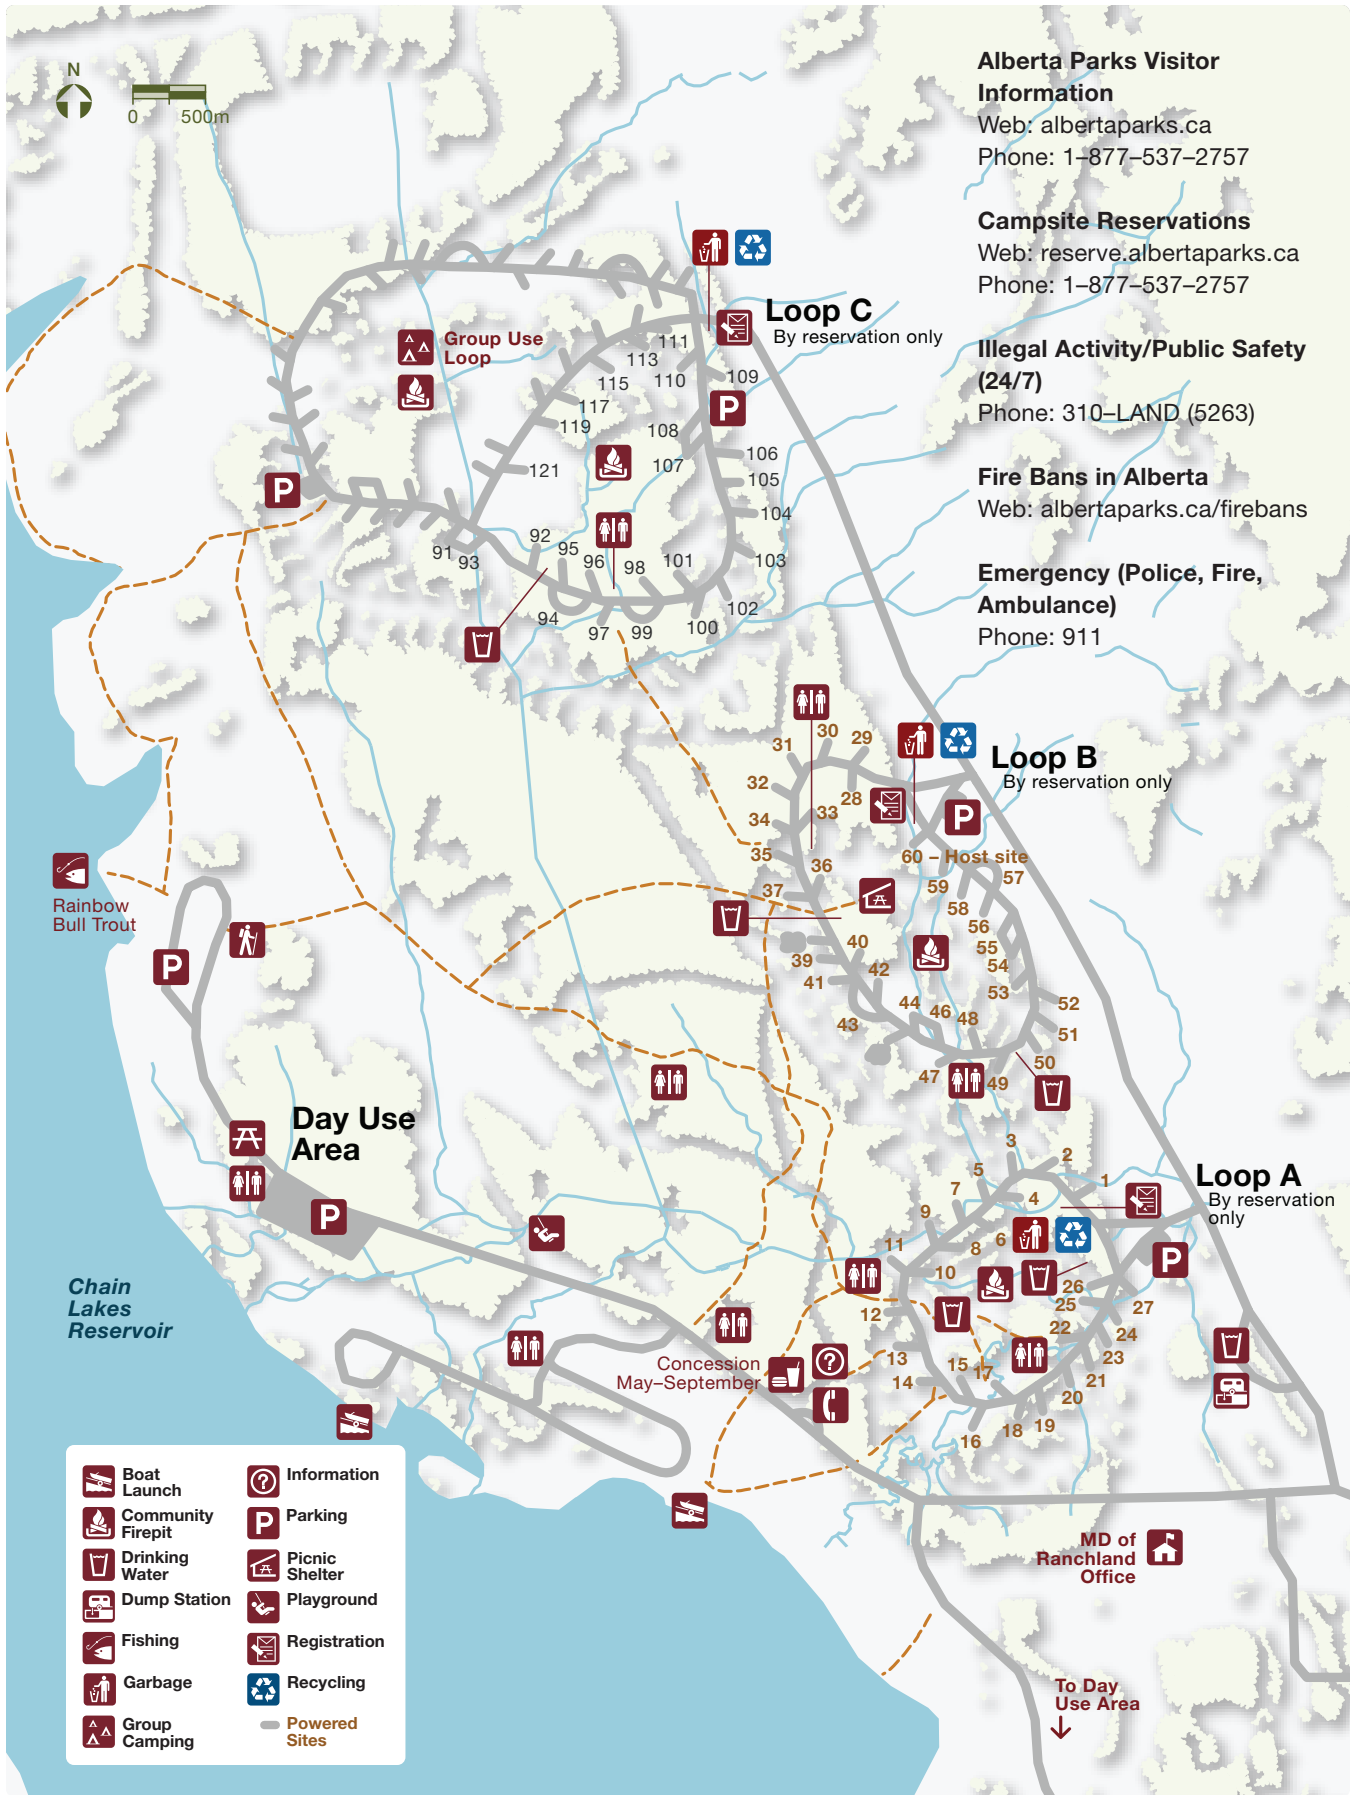 Alberta Parks Visitor
Information
Web: albertaparks.ca
Phone: 1–877–537–2757
Campsite Reservations
Web: reserve.albertaparks.ca
Phone: 1–877–537–2757
Illegal Activity/Public Safety
(24/7)
Phone: 310–LAND (5263)
Fire Bans in Alberta
Web: albertaparks.ca/firebans
Emergency (Police, Fire,
Ambulance)
Phone: 911
N
0 500m
Loop C
By reservation only
Group Use
Loop
111
113
110
109
115
117
119
108
107
106
121
105
104
92
95
91
93
96
98
101
103
94
97
99
100
102
P
P
Loop B
By reservation only
30
29
31
32
28
33
34
35
36
P
60 – Host site
57
59
37
58
56
55
40
39
54
42
41
53
44
46
48
52
43
51
50
47
49
Rainbow
Bull Trout
P
Day Use
Area
P
Loop A
By reservation
only
3
2
1
5
7
4
9
6
8
11
10
P
26
25
27
12
22
24
13
23
15
17
14
21
20
19
18
16
Chain
Lakes
Reservoir
Concession
May–September
?
MD of
Ranchland
Office
To Day
Use Area
Boat
Launch
Community
Firepit
Drinking
Water
Dump Station
Fishing
Garbage
Group
Camping
?
Information
P
Parking
Picnic
Shelter
Playground
Registration
Recycling
Powered
Sites